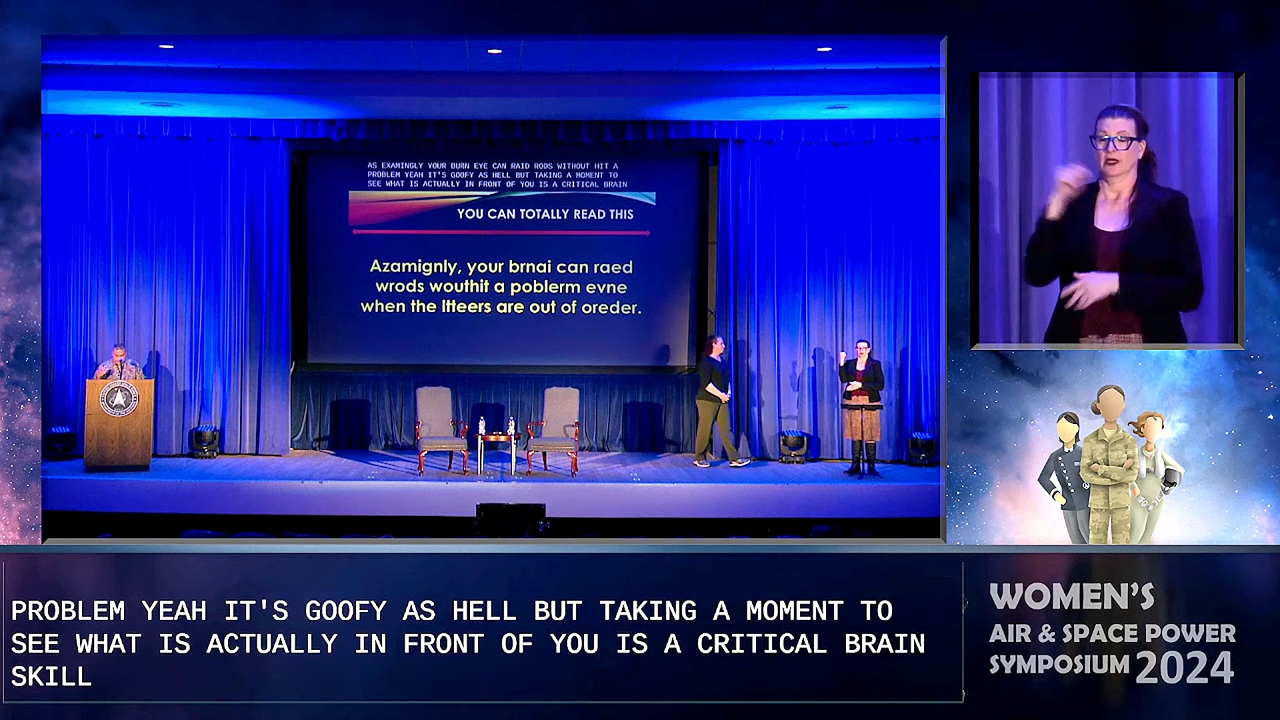 AS EXAMINGLY YOUR BURN EYE CAN RAID RODS WITHOUT HIT A
PROBLEM YEAH IT'S GOOFY AS HELL BUT TAKING A MOMENT TO
SEE WHAT IS ACTUALLY IN FRONT OF YOU IS A CRITICAL BRAIN
YOU CAN TOTALLY READ THIS
Azamignly, your brnai can raed
wrods wouthit a poblerm evne
when the ltteers are out of oreder.
PROBLEM YEAH IT'S GOOFY AS HELL BUT TAKING A MOMENT TO
SEE WHAT IS ACTUALLY IN FRONT OF YOU IS A CRITICAL BRAIN
SKILL
WOMEN'S
AIR & SPACE POWER
SYMPOSIUM 2024